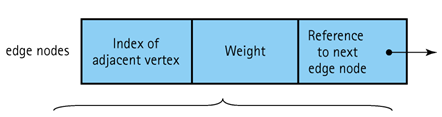 edge nodes
Index of
adjacent vertex
Weight
Reference
to next
edge node